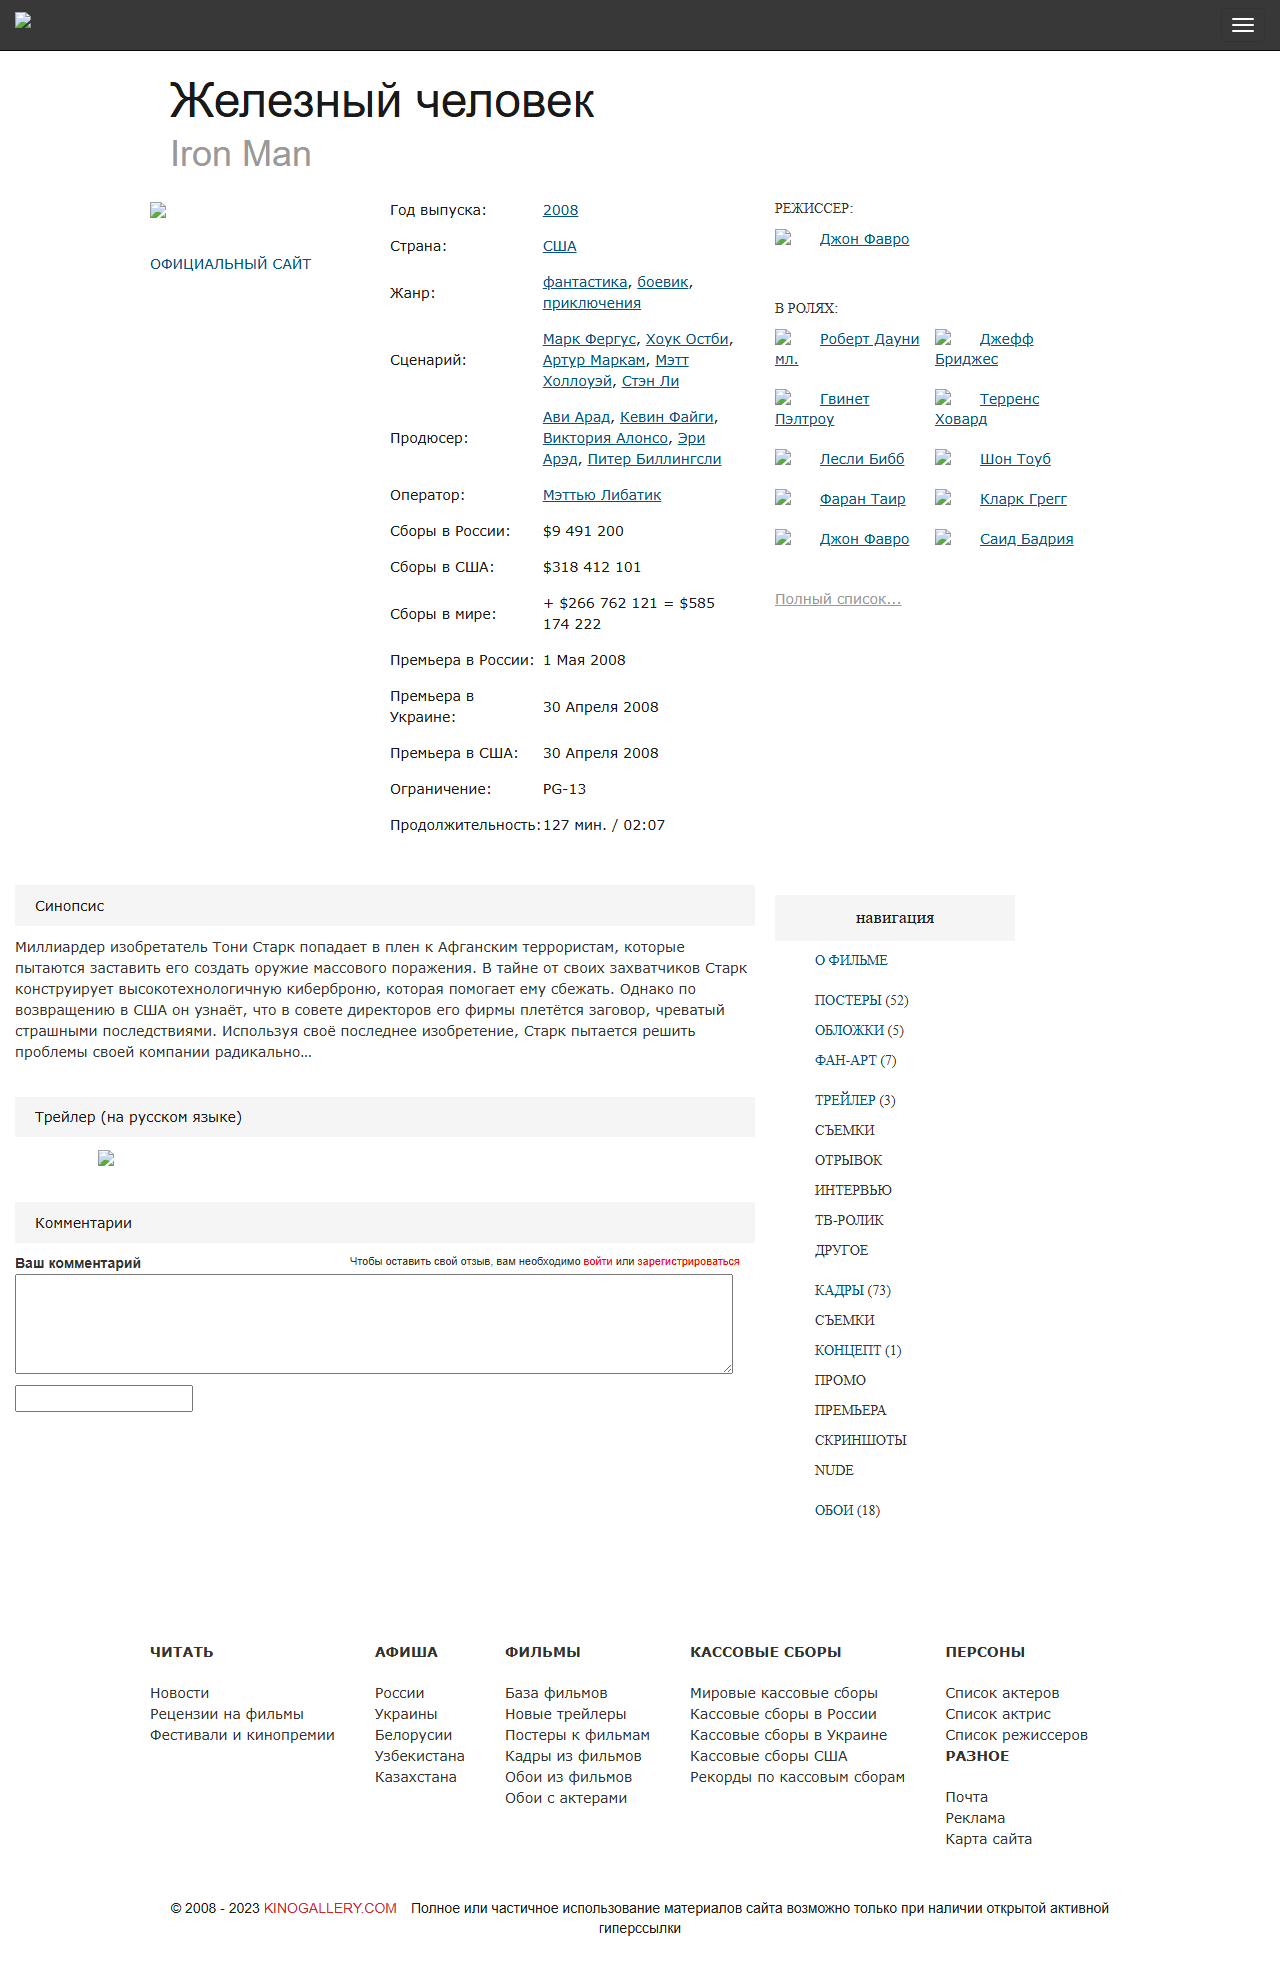 Железный человек
Iron Man
ОФИЦИАЛЬНЫЙ САЙТ
Год выпуска: 2008
Страна: США
Жанр: фантастика, боевик,
приключения
Сценарий: Марк Фергус, Хоук Остби,
Артур Маркам, Мэтт
Холлоуэй, Стэн Ли
Продюсер: Ави Арад, Кевин Файги,
Виктория Алонсо, Эри
Арэд, Питер Биллингсли
Оператор: Мэттью Либатик
Сборы в России: $9 491 200
Сборы в США: $318 412 101
Сборы в мире: + $266 762 121 = $585
174 222
Премьера в России: 1 Мая 2008
Премьера в
Украине: 30 Апреля 2008
Премьера в США: 30 Апреля 2008
Ограничение: PG-13
Продолжительность: 127 мин. / 02:07
РЕЖИССЕР:
Джон Фавро
В РОЛЯХ:
Роберт Дауни
мл.
Джефф
Бриджес
Гвинет
Пэлтроу
Терренс
Ховард
Лесли Бибб
Шон Тоуб
Фаран Таир
Кларк Грегг
Джон Фавро
Саид Бадрия
Полный список...
Синопсис
Миллиардер изобретатель Тони Старк попадает в плен к Афганским террористам, которые
пытаются заставить его создать оружие массового поражения. В тайне от своих захватчиков Старк
конструирует высокотехнологичную киберброню, которая помогает ему сбежать. Однако по
возвращению в США он узнаёт, что в совете директоров его фирмы плетётся заговор, чреватый
страшными последствиями. Используя своё последнее изобретение, Старк пытается решить
проблемы своей компании радикально…
Трейлер (на русском языке)
Комментарии
Ваш комментарий
Чтобы оставить свой отзыв, вам необходимо войти или зарегистрироваться
навигация
О ФИЛЬМЕ
ПОСТЕРЫ (52)
ОБЛОЖКИ (5)
ФАН-АРТ (7)
ТРЕЙЛЕР (3)
СЪЕМКИ
ОТРЫВОК
ИНТЕРВЬЮ
ТВ-РОЛИК
ДРУГОЕ
КАДРЫ (73)
СЪЕМКИ
КОНЦЕПТ (1)
ПРОМО
ПРЕМЬЕРА
СКРИНШОТЫ
NUDE
ОБОИ (18)
ЧИТАТЬ
Новости
Рецензии на фильмы
Фестивали и кинопремии
АФИША
России
Украины
Белорусии
Узбекистана
Казахстана
ФИЛЬМЫ
База фильмов
Новые трейлеры
Постеры к фильмам
Кадры из фильмов
Обои из фильмов
Обои с актерами
КАССОВЫЕ СБОРЫ
Мировые кассовые сборы
Кассовые сборы в России
Кассовые сборы в Украине
Кассовые сборы США
Рекорды по кассовым сборам
ПЕРСОНЫ
Список актеров
Список актрис
Список режиссеров
РАЗНОЕ
Почта
Реклама
Карта сайта
© 2008 - 2023 KINOGALLERY.COM Полное или частичное использование материалов сайта возможно только при наличии открытой активной
гиперссылки